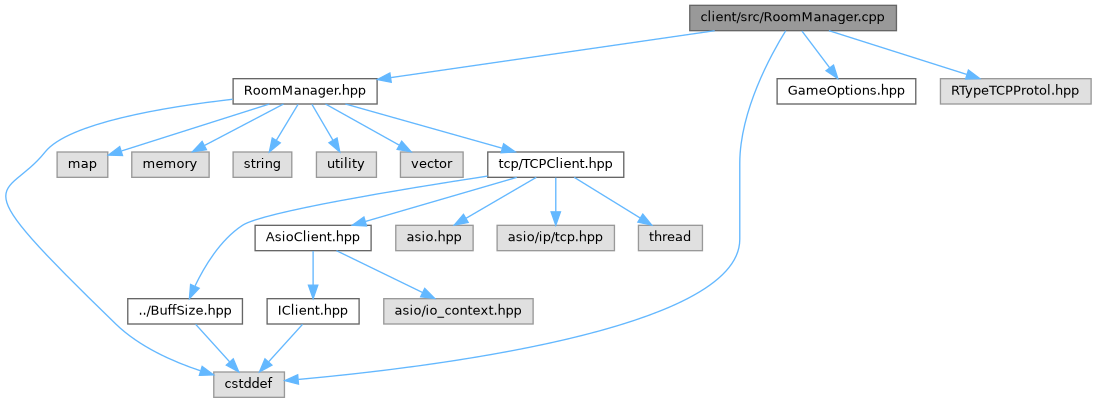 client/src/RoomManager.cpp
RoomManager.hpp
GameOptions.hpp
RTypeTCPProtol.hpp
map
memory
string
utility
vector
tcp/TCPClient.hpp
AsioClient.hpp
asio.hpp
asio/ip/tcp.hpp
thread
../BuffSize.hpp
IClient.hpp
asio/io_context.hpp
cstddef